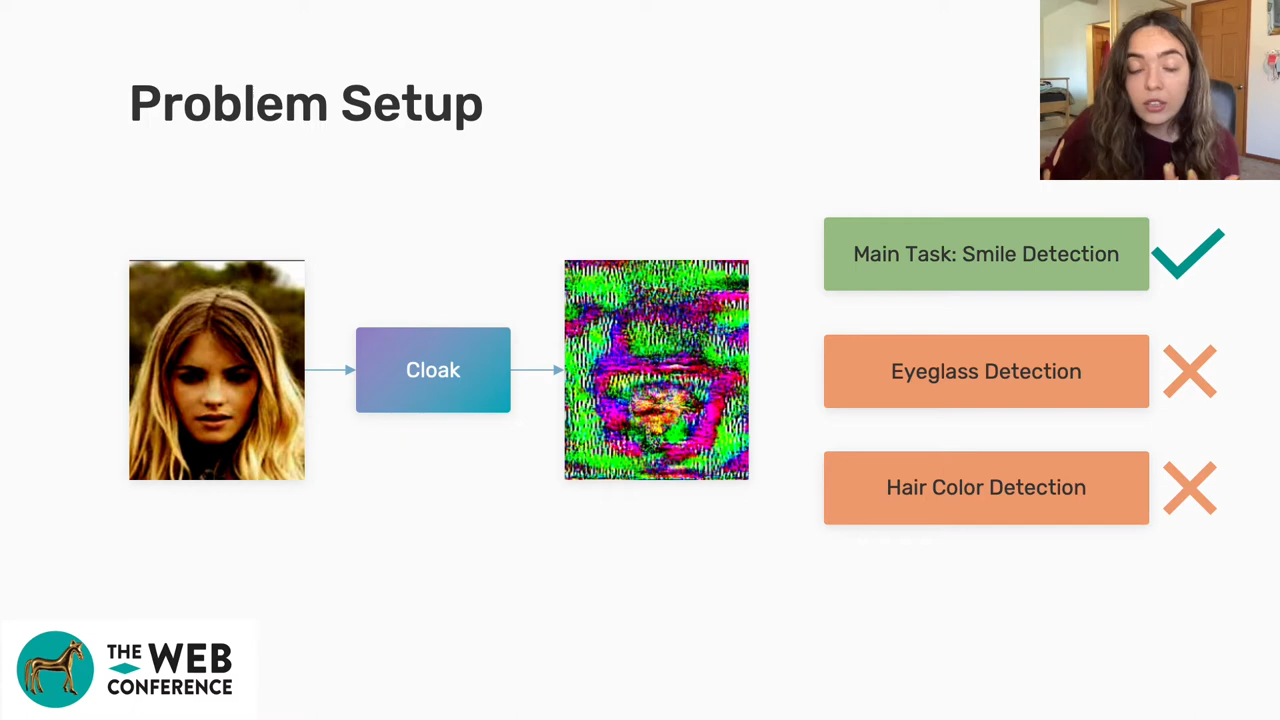 Problem Setup
Main Task: Smile Detection
Cloak
Eyeglass Detection
Hair Color Detection
THE WEB
CONFERENCE